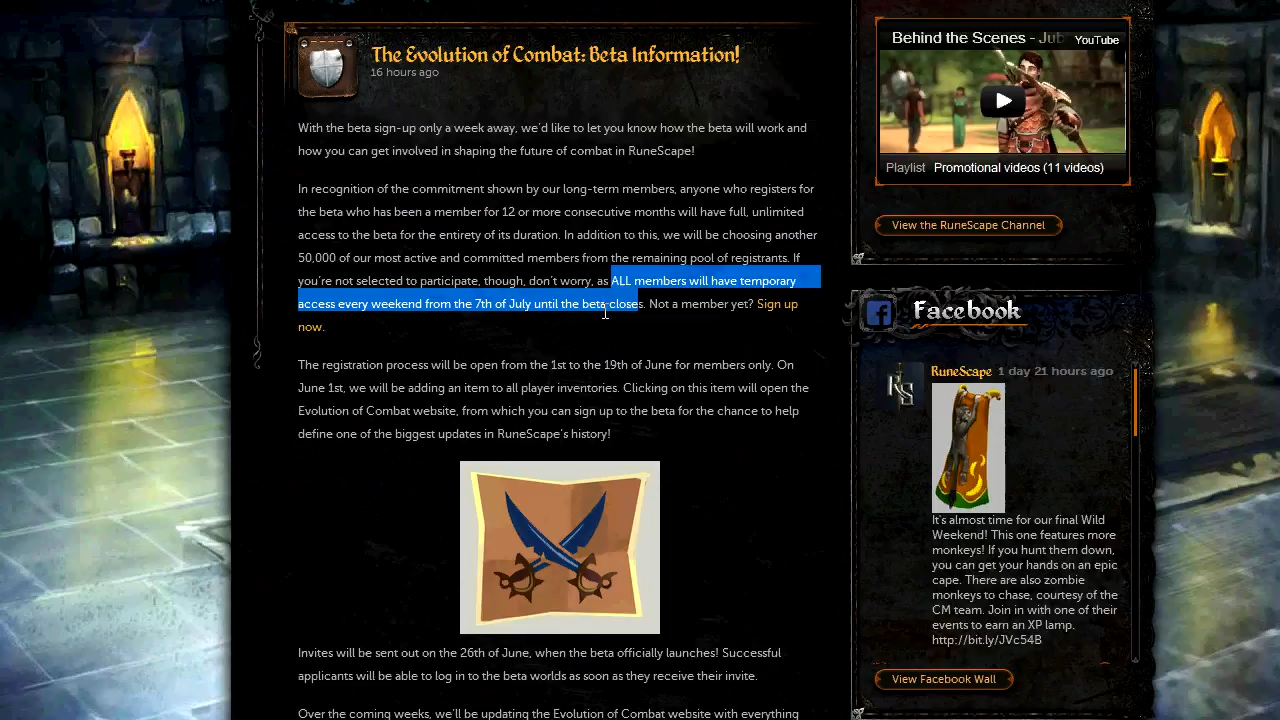 The Evolution of Combat: Beta Information!
16 hours ago
With the beta sign-up only a week away, we'd like to let you know how the beta will work and
how you can get involved in shaping the future of combat in RuneScape!
In recognition of the commitment shown by our long-term members, anyone who registers for
the beta who has been a member for 12 or more consecutive months will have full, unlimited
access to the beta for the entirety of its duration. In addition to this, we will be choosing another
50,000 of our most active and committed members from the remaining pool of registrants. If
you're not selected to participate, though, don't worry, as ALL members will have temporary
access every weekend from the 7th of July until the beta closes. Not a member yet? Sign up
now.
The registration process will be open from the 1st to the 19th of June for members only. On
June 1st, we will be adding an item to all player inventories. Clicking on this item will open the
Evolution of Combat website, from which you can sign up to the beta for the chance to help
define one of the biggest updates in RuneScape's history!
Invites will be sent out on the 26th of June, when the beta officially launches! Successful
applicants will be able to log in to the beta worlds as soon as they receive their invite.
Over the coming weeks, we'll be updating the Evolution of Combat website with everything
Behind the Scenes - Jub YouTube
Playlist Promotional videos (11 videos)
View the RuneScape Channel
Facebook
RuneScape 1 day 21 hours ago
RS
It's almost time for our final Wild
Weekend! This one features more
monkeys! If you hunt them down,
you can get your hands on an epic
cape. There are also zombie
monkeys to chase, courtesy of the
CM team. Join in with one of their
events to earn an XP lamp.
http://bit.ly/JVc54B
View Facebook Wall